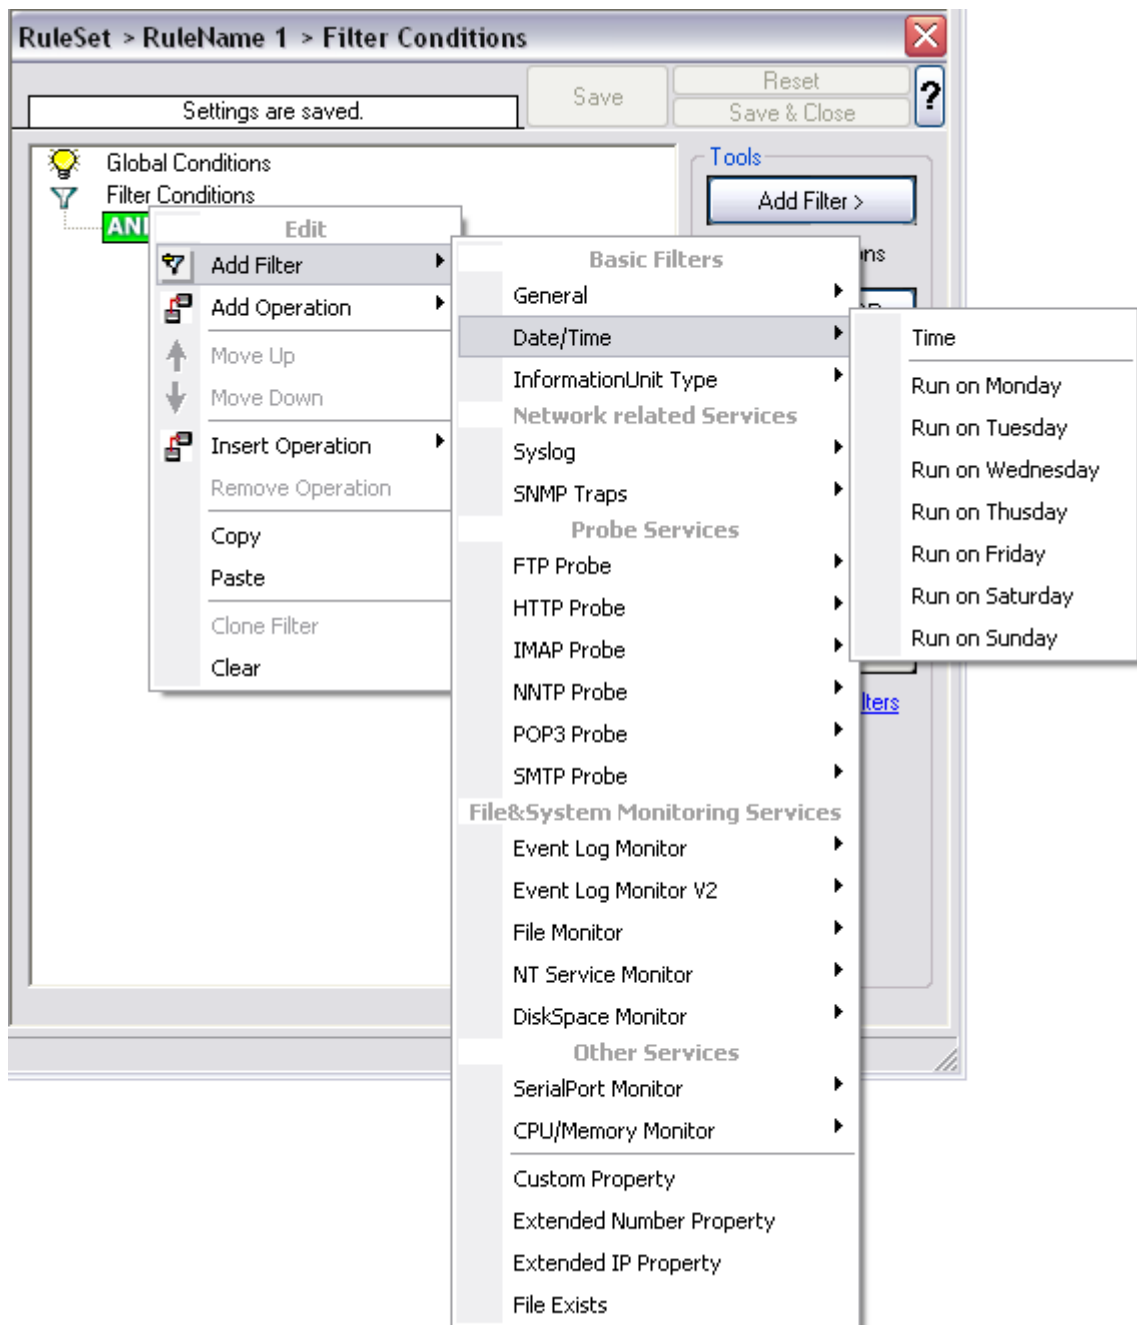 RuleSet > RuleName 1 > Filter Conditions
Settings are saved.
Save
Reset
Save & Close
?
Global Conditions
Filter Conditions
Tools
Add Filter >
Edit
Add Filter
Add Operation
Move Up
Move Down
Insert Operation
Remove Operation
Copy
Paste
Clone Filter
Clear
Basic Filters
General
Date/Time
InformationUnit Type
Network related Services
Syslog
SNMP Traps
Probe Services
FTP Probe
HTTP Probe
IMAP Probe
NNTP Probe
POP3 Probe
SMTP Probe
File&System Monitoring Services
Event Log Monitor
Event Log Monitor V2
File Monitor
NT Service Monitor
DiskSpace Monitor
Other Services
SerialPort Monitor
CPU/Memory Monitor
Custom Property
Extended Number Property
Extended IP Property
File Exists
Time
Run on Monday
Run on Tuesday
Run on Wednesday
Run on Thusday
Run on Friday
Run on Saturday
Run on Sunday